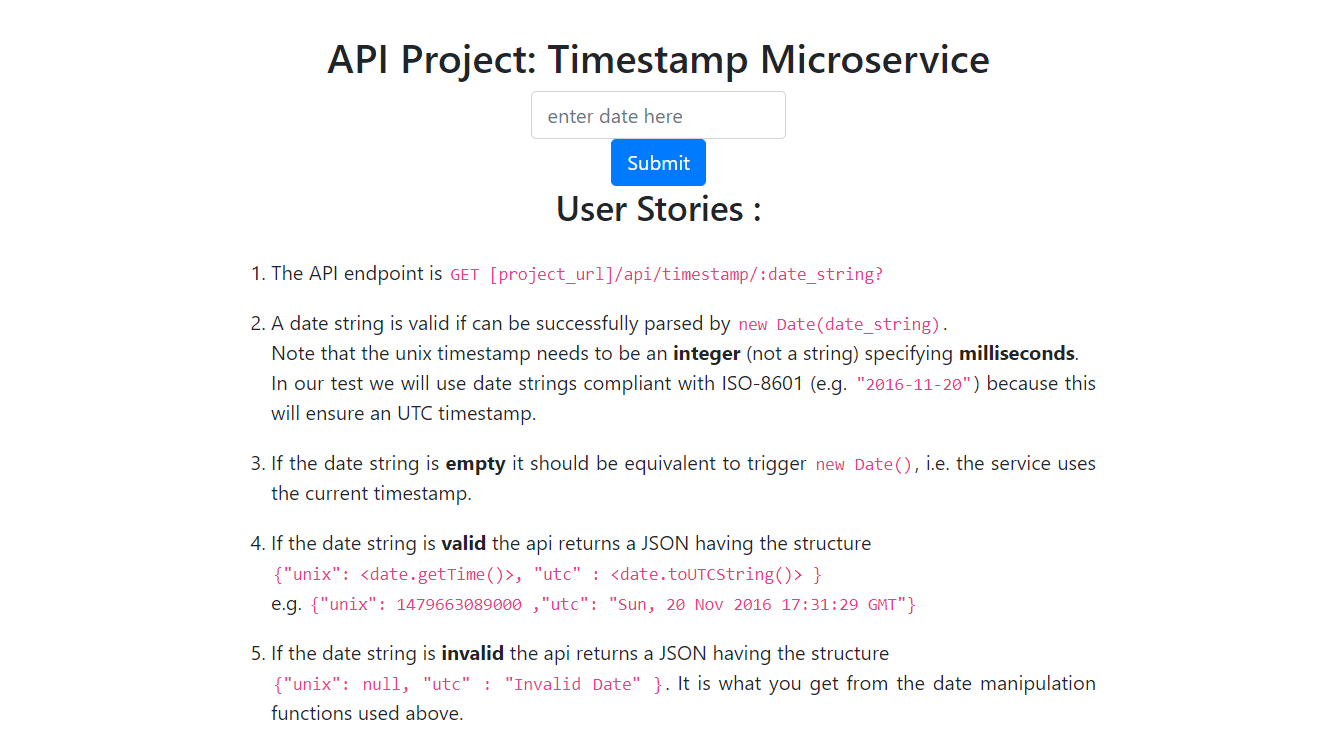 API Project: Timestamp Microservice
enter date here
Submit
User Stories :
1. The API endpoint is GET [project_url]/api/timestamp/:date_string?
2. A date string is valid if can be successfully parsed by new Date(date_string).
Note that the unix timestamp needs to be an integer (not a string) specifying milliseconds.
In our test we will use date strings compliant with ISO-8601 (e.g. "2016-11-20") because this
will ensure an UTC timestamp.
3. If the date string is empty it should be equivalent to trigger new Date(), i.e. the service uses
the current timestamp.
4. If the date string is valid the api returns a JSON having the structure
{"unix": <date.getTime()>, "utc" : <date.toUTCString()> }
e.g. {"unix": 1479663089000 ,"utc": "Sun, 20 Nov 2016 17:31:29 GMT"}
5. If the date string is invalid the api returns a JSON having the structure
{"unix": null, "utc" : "Invalid Date" }. It is what you get from the date manipulation
functions used above.